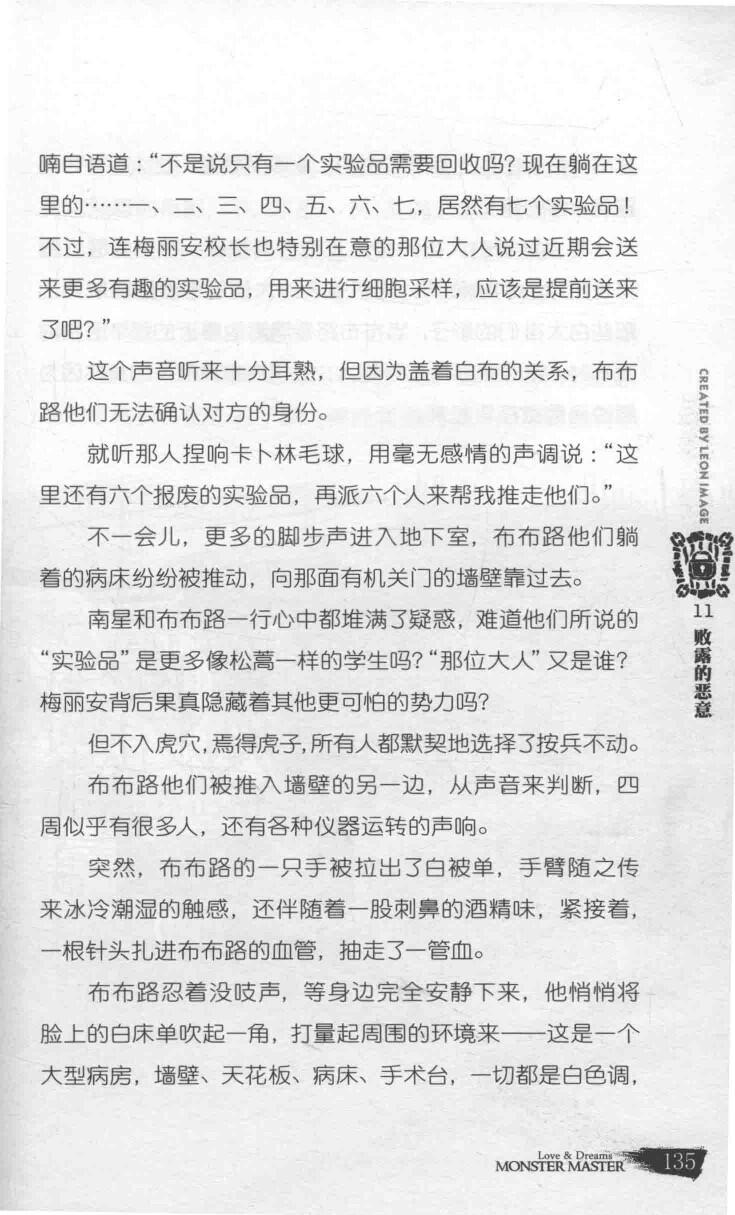 喃自语道：“不是说只有一个实验品需要回收吗？现在躺在这
里的……一、二、三、四、五、六、七，居然有七个实验品！
不过，连梅丽安校长也特别在意的那位大人说过近期会送
来更多有趣的实验品，用来进行细胞采样，应该是提前送来
了吧？”
这个声音听来十分耳熟，但因为盖着白布的关系，布布
路他们无法确认对方的身份。
就听那人捏响卡卜林毛球，用毫无感情的声调说：“这
里还有六个报废的实验品，再派六个人来帮我推走他们。”
不一会儿，更多的脚步声进入地下室，布布路他们躺
着的病床纷纷被推动，向那面有机关门的墙壁靠过去。
南星和布布路一行心中都堆满了疑惑，难道他们所说的
“实验品”是更多像松蒿一样的学生吗？“那位大人”又是谁？
梅丽安背后果真隐藏着其他更可怕的势力吗？
但不入虎穴，焉得虎子，所有人都默契地选择了按兵不动。
布布路他们被推入墙壁的另一边，从声音来判断，四
周似乎有很多人，还有各种仪器运转的声响。
突然，布布路的一只手被拉出了白被单，手臂随之传
来冰冷潮湿的触感，还伴随着一股刺鼻的酒精味，紧接着，
一根针头扎进布布路的血管，抽走了一管血。
布布路忍着没吱声，等身边完全安静下来，他悄悄将
脸上的白床单吹起一角，打量起周围的环境来——这是一个
大型病房，墙壁、天花板、病床、手术台，一切都是白色调，
CREATED BY LEON IMAGE
11
败露的恶意
Love & Dreams
MONSTER MASTER
135